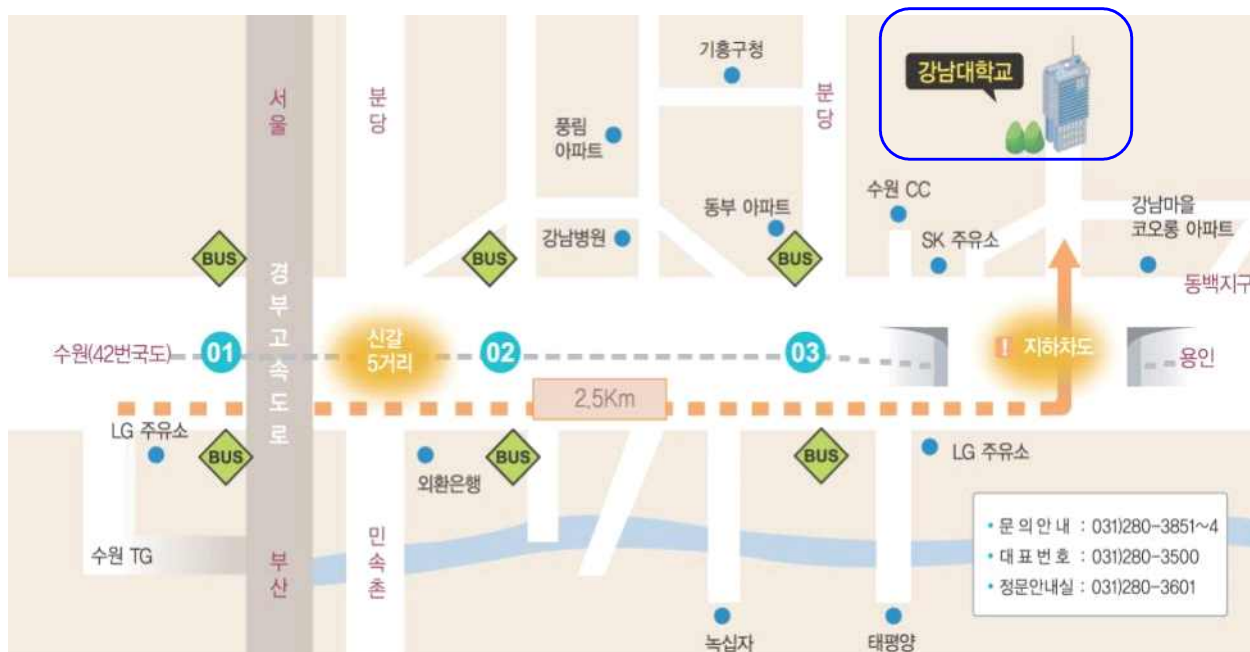 기흥구청
강남대학교
서울
분당
분당
풍림
아파트
수원 CC
동부 아파트
강남마을
코오롱 아파트
강남병원
SK 주유소
BUS
BUS
BUS
동백지구
경부고속도로
수원(42번국도)
01
신갈
5거리
02
03
! 지하차도
용인
2.5Km
LG 주유소
BUS
BUS
BUS
LG 주유소
외환은행
수원 TG
부산
민속촌
• 문의안내 : 031)280-3851~4
• 대표번호 : 031)280-3500
• 정문안내실 : 031)280-3601
녹십자
태평양